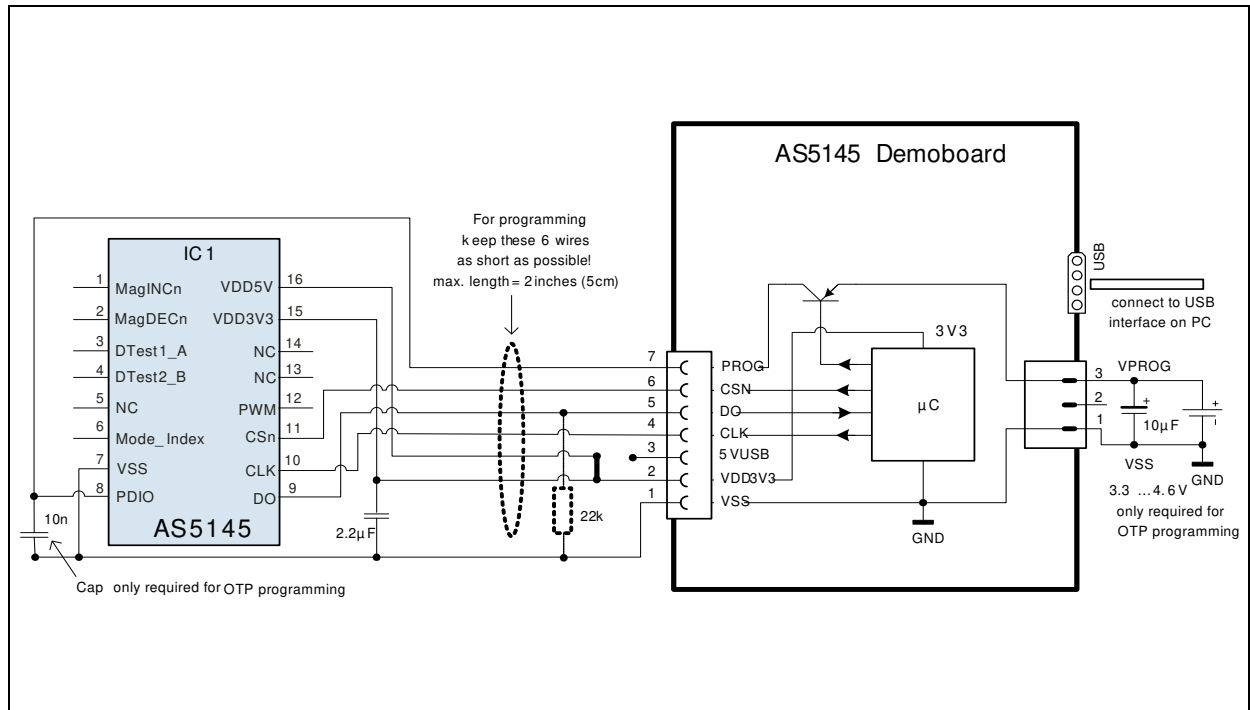 AS5145 Demoboard
For programming
keep these 6 wires
as short as possible!
max. length = 2 inches (5cm)
IC1
1 MagINCn
2 MagDECn
3 DTest1_A
4 DTest2_B
5 NC
6 Mode_Index
7 VSS
8 PDIO
VDD5V 16
VDD3V3 15
NC 14
NC 13
PWM 12
CSn 11
CLK 10
DO 9
AS5145
10n
Cap only required for OTP programming
2.2µF
22k
7 PROG
6 CSN
5 DO
4 CLK
3 5VUSB
2 VDD3V3
1 VSS
3V3
µC
GND
USB
connect to USB
interface on PC
3 VPROG
2
1
+
10µF
+
-
VSS
GND
3.3 ...4.6V
only required for
OTP programming